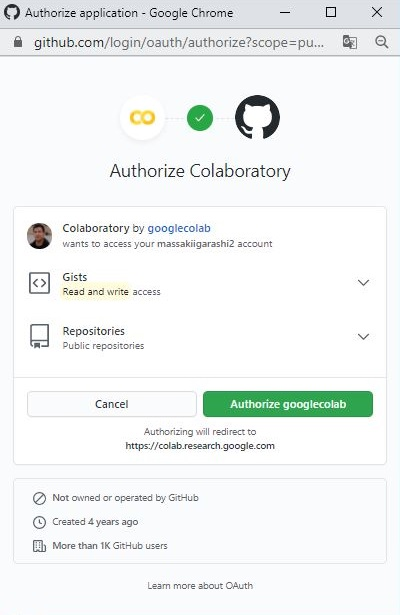 Authorize application - Google Chrome
github.com/login/oauth/authorize?scope=pu...
Authorize Colaboratory
Colaboratory by googlecolab
wants to access your massakiigarashi2 account
Gists
Read and write access
Repositories
Public repositories
Cancel
Authorize googlecolab
Authorizing will redirect to
https://colab.research.google.com
Not owned or operated by GitHub
Created 4 years ago
More than 1K GitHub users
Learn more about OAuth